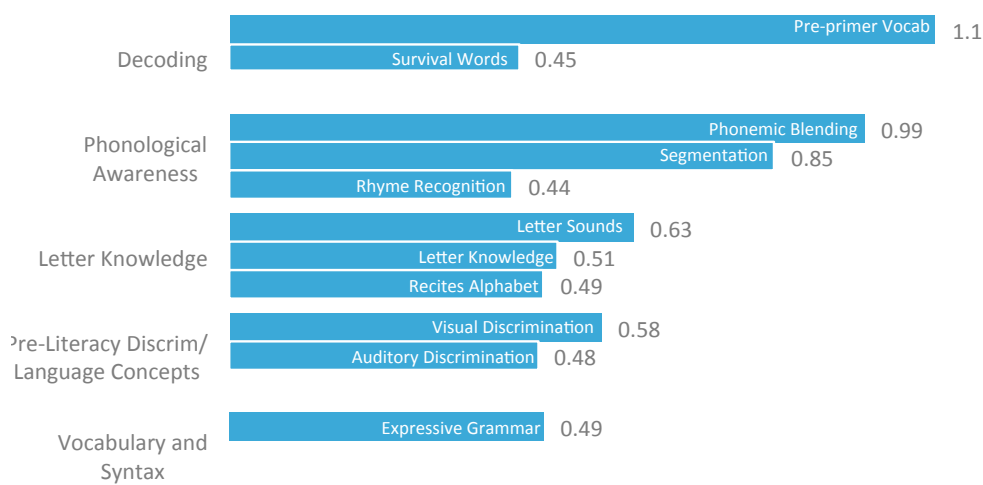 Pre-primer Vocab 1.1
Decoding
Survival Words 0.45
Phonemic Blending 0.99
Phonological
Awareness
Segmentation 0.85
Rhyme Recognition 0.44
Letter Sounds 0.63
Letter Knowledge
Letter Knowledge 0.51
Recites Alphabet 0.49
Visual Discrimination 0.58
Pre-Literacy Discrim/
Language Concepts
Auditory Discrimination 0.48
Expressive Grammar 0.49
Vocabulary and
Syntax